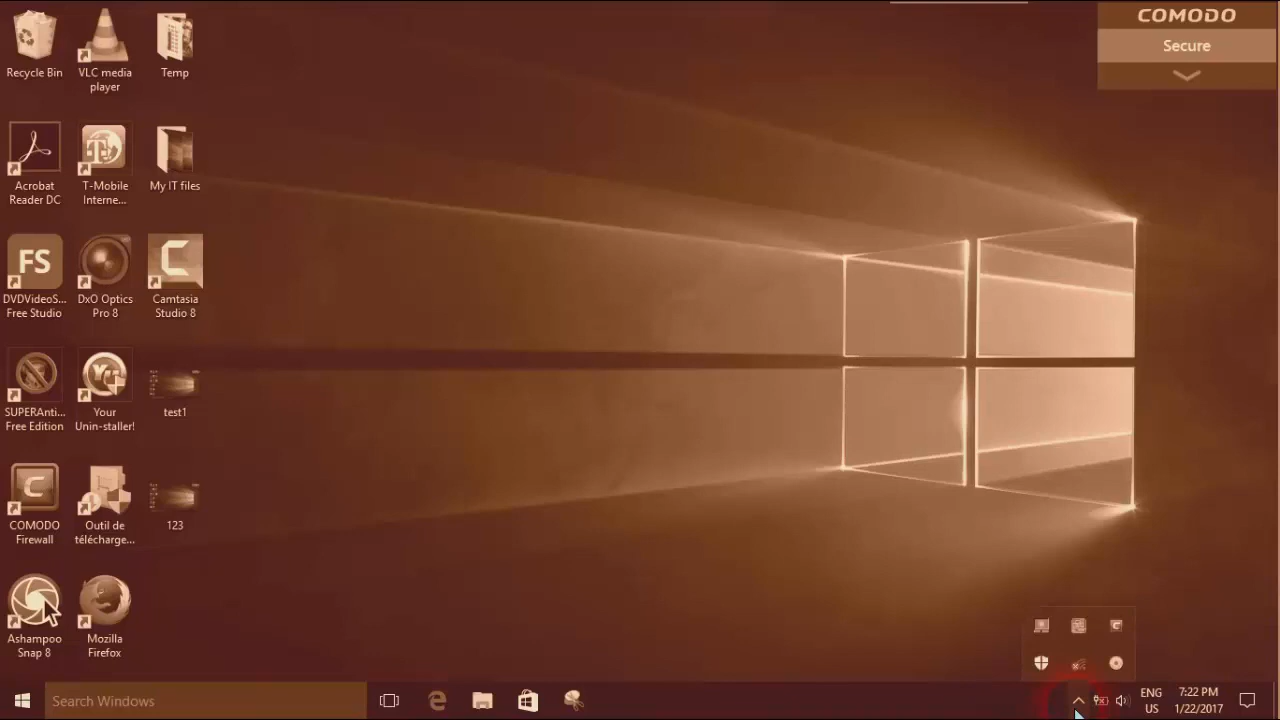 COMODO
Secure
Recycle Bin
VLC media
player
Temp
Acrobat
Reader DC
T-Mobile
Interne...
My IT files
FS
DVDVideoS...
Free Studio
DxO Optics
Pro 8
C
Camtasia
Studio 8
SUPERAnti...
Free Edition
YU
Your
Unin-staller!
test1
C
COMODO
Firewall
Outil de
télécharge...
123
Ashampoo
Snap 8
Mozilla
Firefox
Search Windows
ENG
US
7:22 PM
1/22/2017